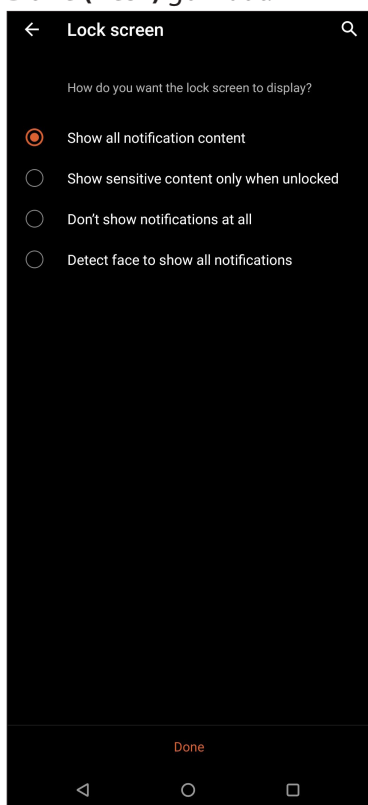 Lock screen
How do you want the lock screen to display?
Show all notification content
Show sensitive content only when unlocked
Don't show notifications at all
Detect face to show all notifications
Done